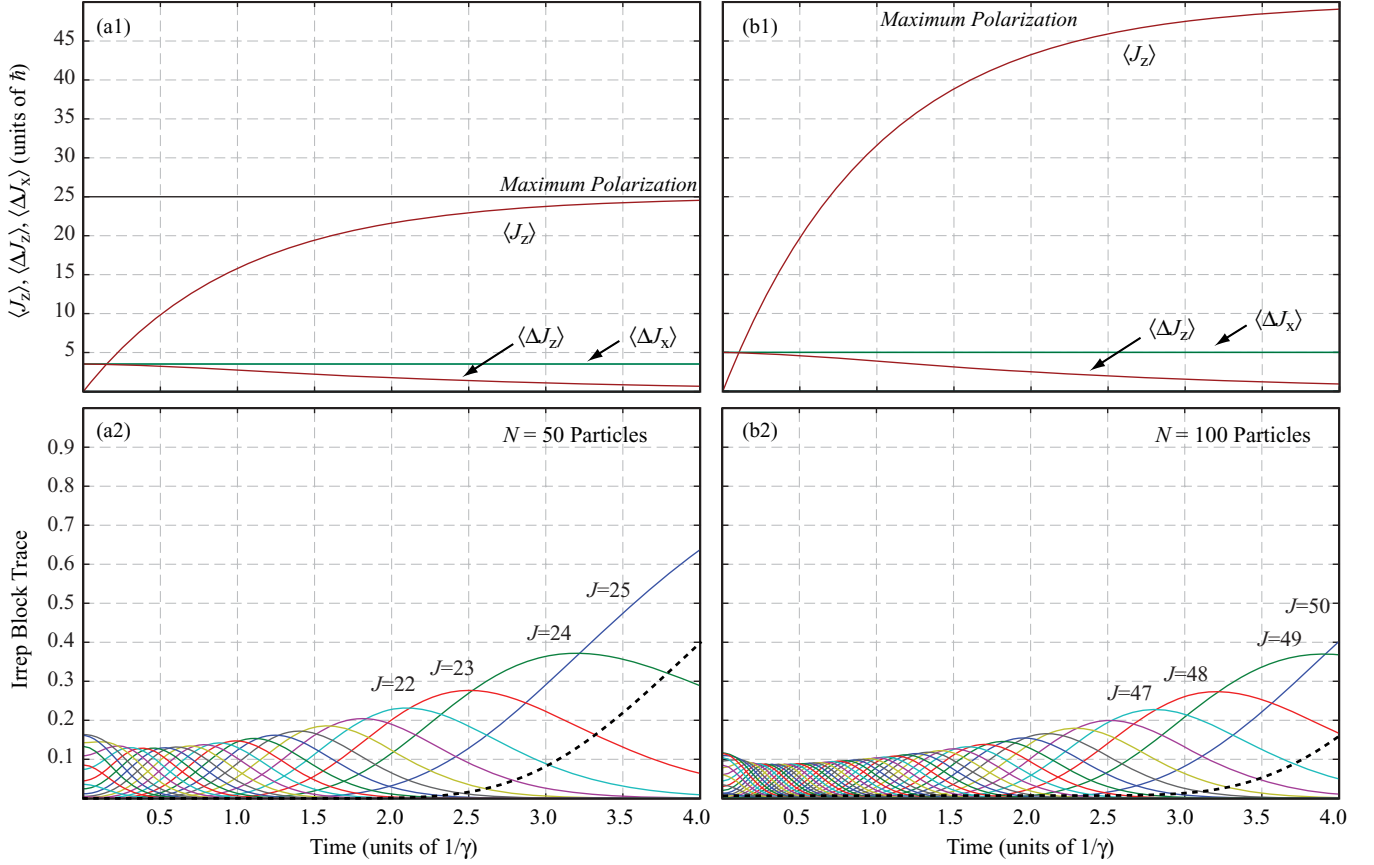 (a1)
Maximum Polarization
⟨Jz⟩
⟨ΔJz⟩
⟨ΔJx⟩
45
40
35
30
25
20
15
10
5
⟨Jz⟩, ⟨ΔJz⟩, ⟨ΔJx⟩ (units of ℏ)
(b1)
Maximum Polarization
⟨Jz⟩
⟨ΔJz⟩
⟨ΔJx⟩
(a2)
N = 50 Particles
J=25
J=24
J=23
J=22
0.9
0.8
0.7
0.6
0.5
0.4
0.3
0.2
0.1
Irrep Block Trace
0.5 1.0 1.5 2.0 2.5 3.0 3.5 4.0
Time (units of 1/γ)
(b2)
N = 100 Particles
J=50
J=49
J=48
J=47
0.5 1.0 1.5 2.0 2.5 3.0 3.5 4.0
Time (units of 1/γ)